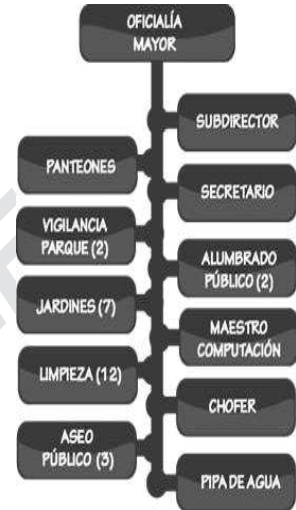 OFICIALÍA
MAYOR
SUBDIRECTOR
PANTEONES
SECRETARIO
VIGILANCIA
PARQUE (2)
ALUMBRADO
PÚBLICO (2)
JARDINES (7)
MAESTRO
COMPUTACIÓN
LIMPIEZA (12)
CHOFER
ASEO
PÚBLICO (3)
PIPA DE AGUA